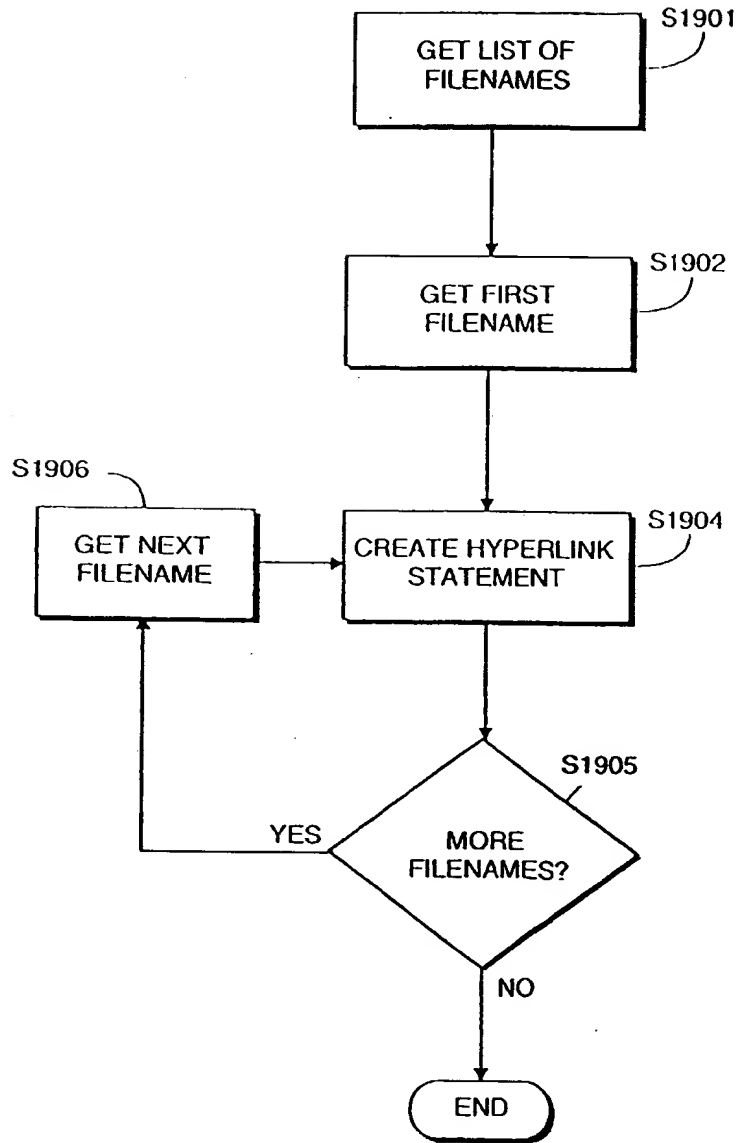 S1901
GET LIST OF
FILENAMES
S1902
GET FIRST
FILENAME
S1906
GET NEXT
FILENAME
S1904
CREATE HYPERLINK
STATEMENT
S1905
YES
MORE
FILENAMES?
NO
END